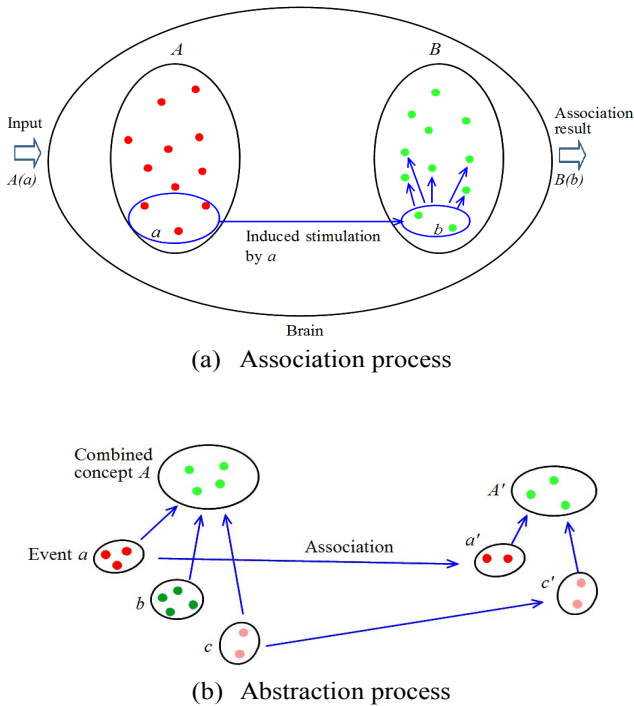 A
B
Input
A(a)
Association
result
B(b)
a
b
Induced stimulation
by a
Brain
(a) Association process
Combined
concept A
A′
Event a
Association
a′
b
c
c′
(b) Abstraction process